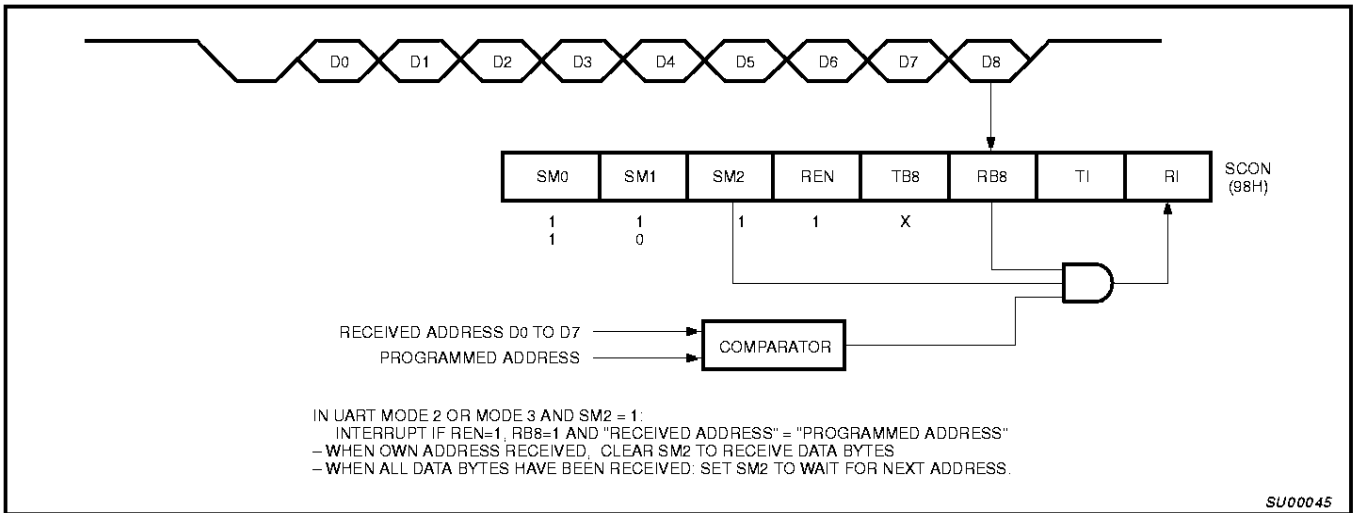 D0 D1 D2 D3 D4 D5 D6 D7 D8
SM0 SM1 SM2 REN TB8 RB8 TI RI
SCON
(98H)
1 1 1 1 X
1 0
RECEIVED ADDRESS D0 TO D7
PROGRAMMED ADDRESS
COMPARATOR
IN UART MODE 2 OR MODE 3 AND SM2 = 1:
INTERRUPT IF REN=1, RB8=1 AND "RECEIVED ADDRESS" = "PROGRAMMED ADDRESS"
– WHEN OWN ADDRESS RECEIVED, CLEAR SM2 TO RECEIVE DATA BYTES
– WHEN ALL DATA BYTES HAVE BEEN RECEIVED: SET SM2 TO WAIT FOR NEXT ADDRESS.
SU00045